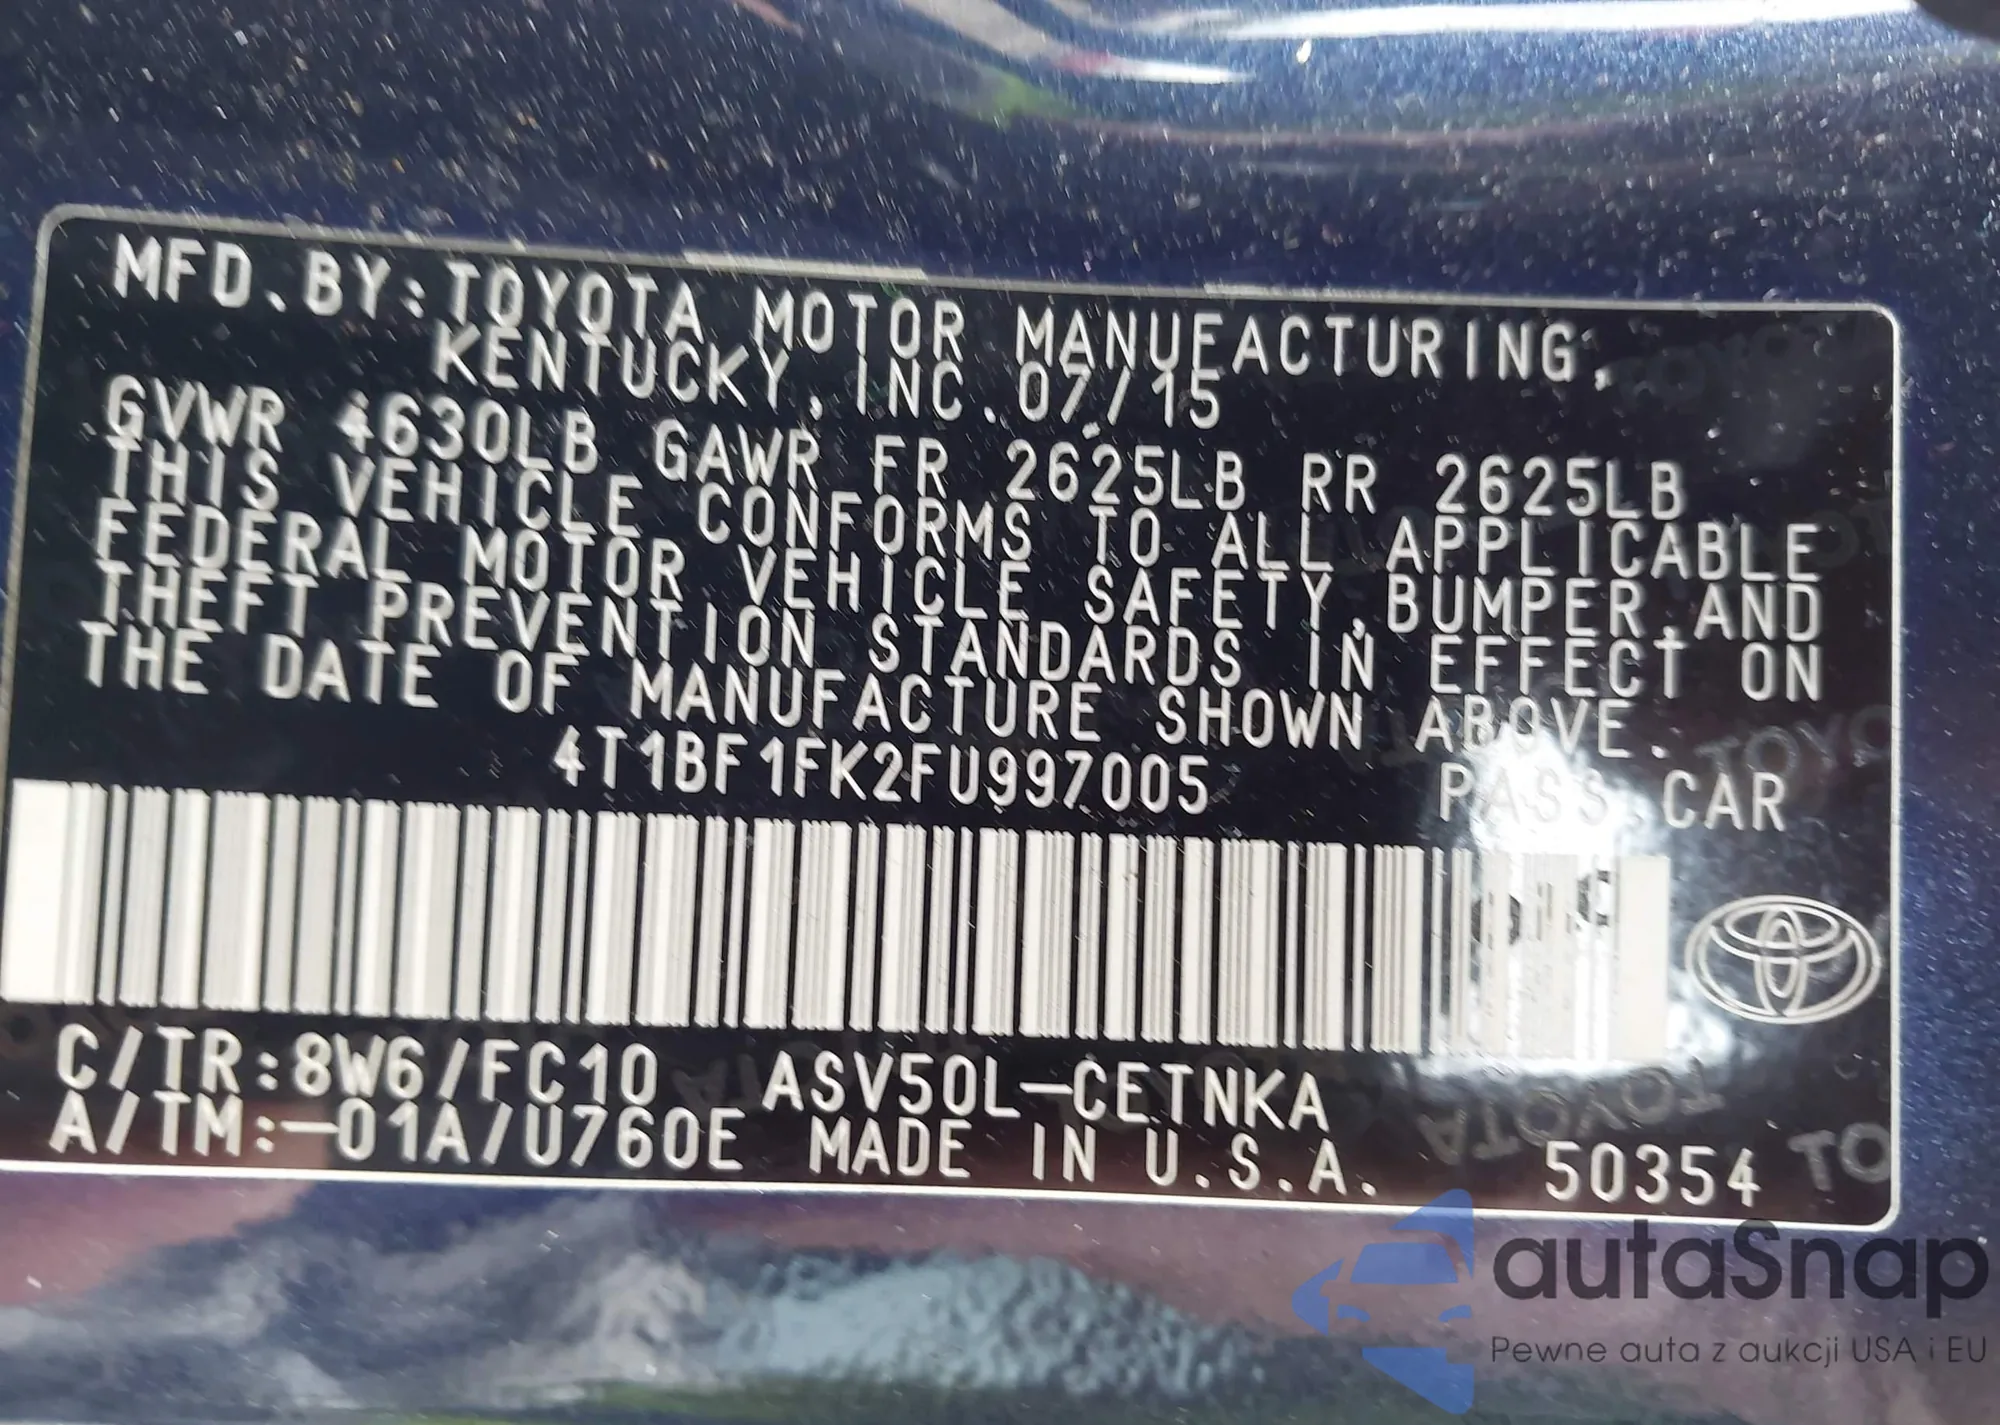 MFD.BY:TOYOTA MOTOR MANUFACTURING,
KENTUCKY, INC. 07/15
GVWR 4630LB GAWR FR 2625LB RR 2625LB
THIS VEHICLE CONFORMS TO ALL APPLICABLE
FEDERAL MOTOR VEHICLE SAFETY,BUMPER,AND
THEFT PREVENTION STANDARDS IN EFFECT ON
THE DATE OF MANUFACTURE SHOWN ABOVE.
4T1BF1FK2FU997005 PASS.CAR
C/TR:8W6/FC10 ASV50L-CETNKA
A/TM:-01A/U760E MADE IN U.S.A. 50354
autaSnap
Pewne auta z aukcji USA i EU